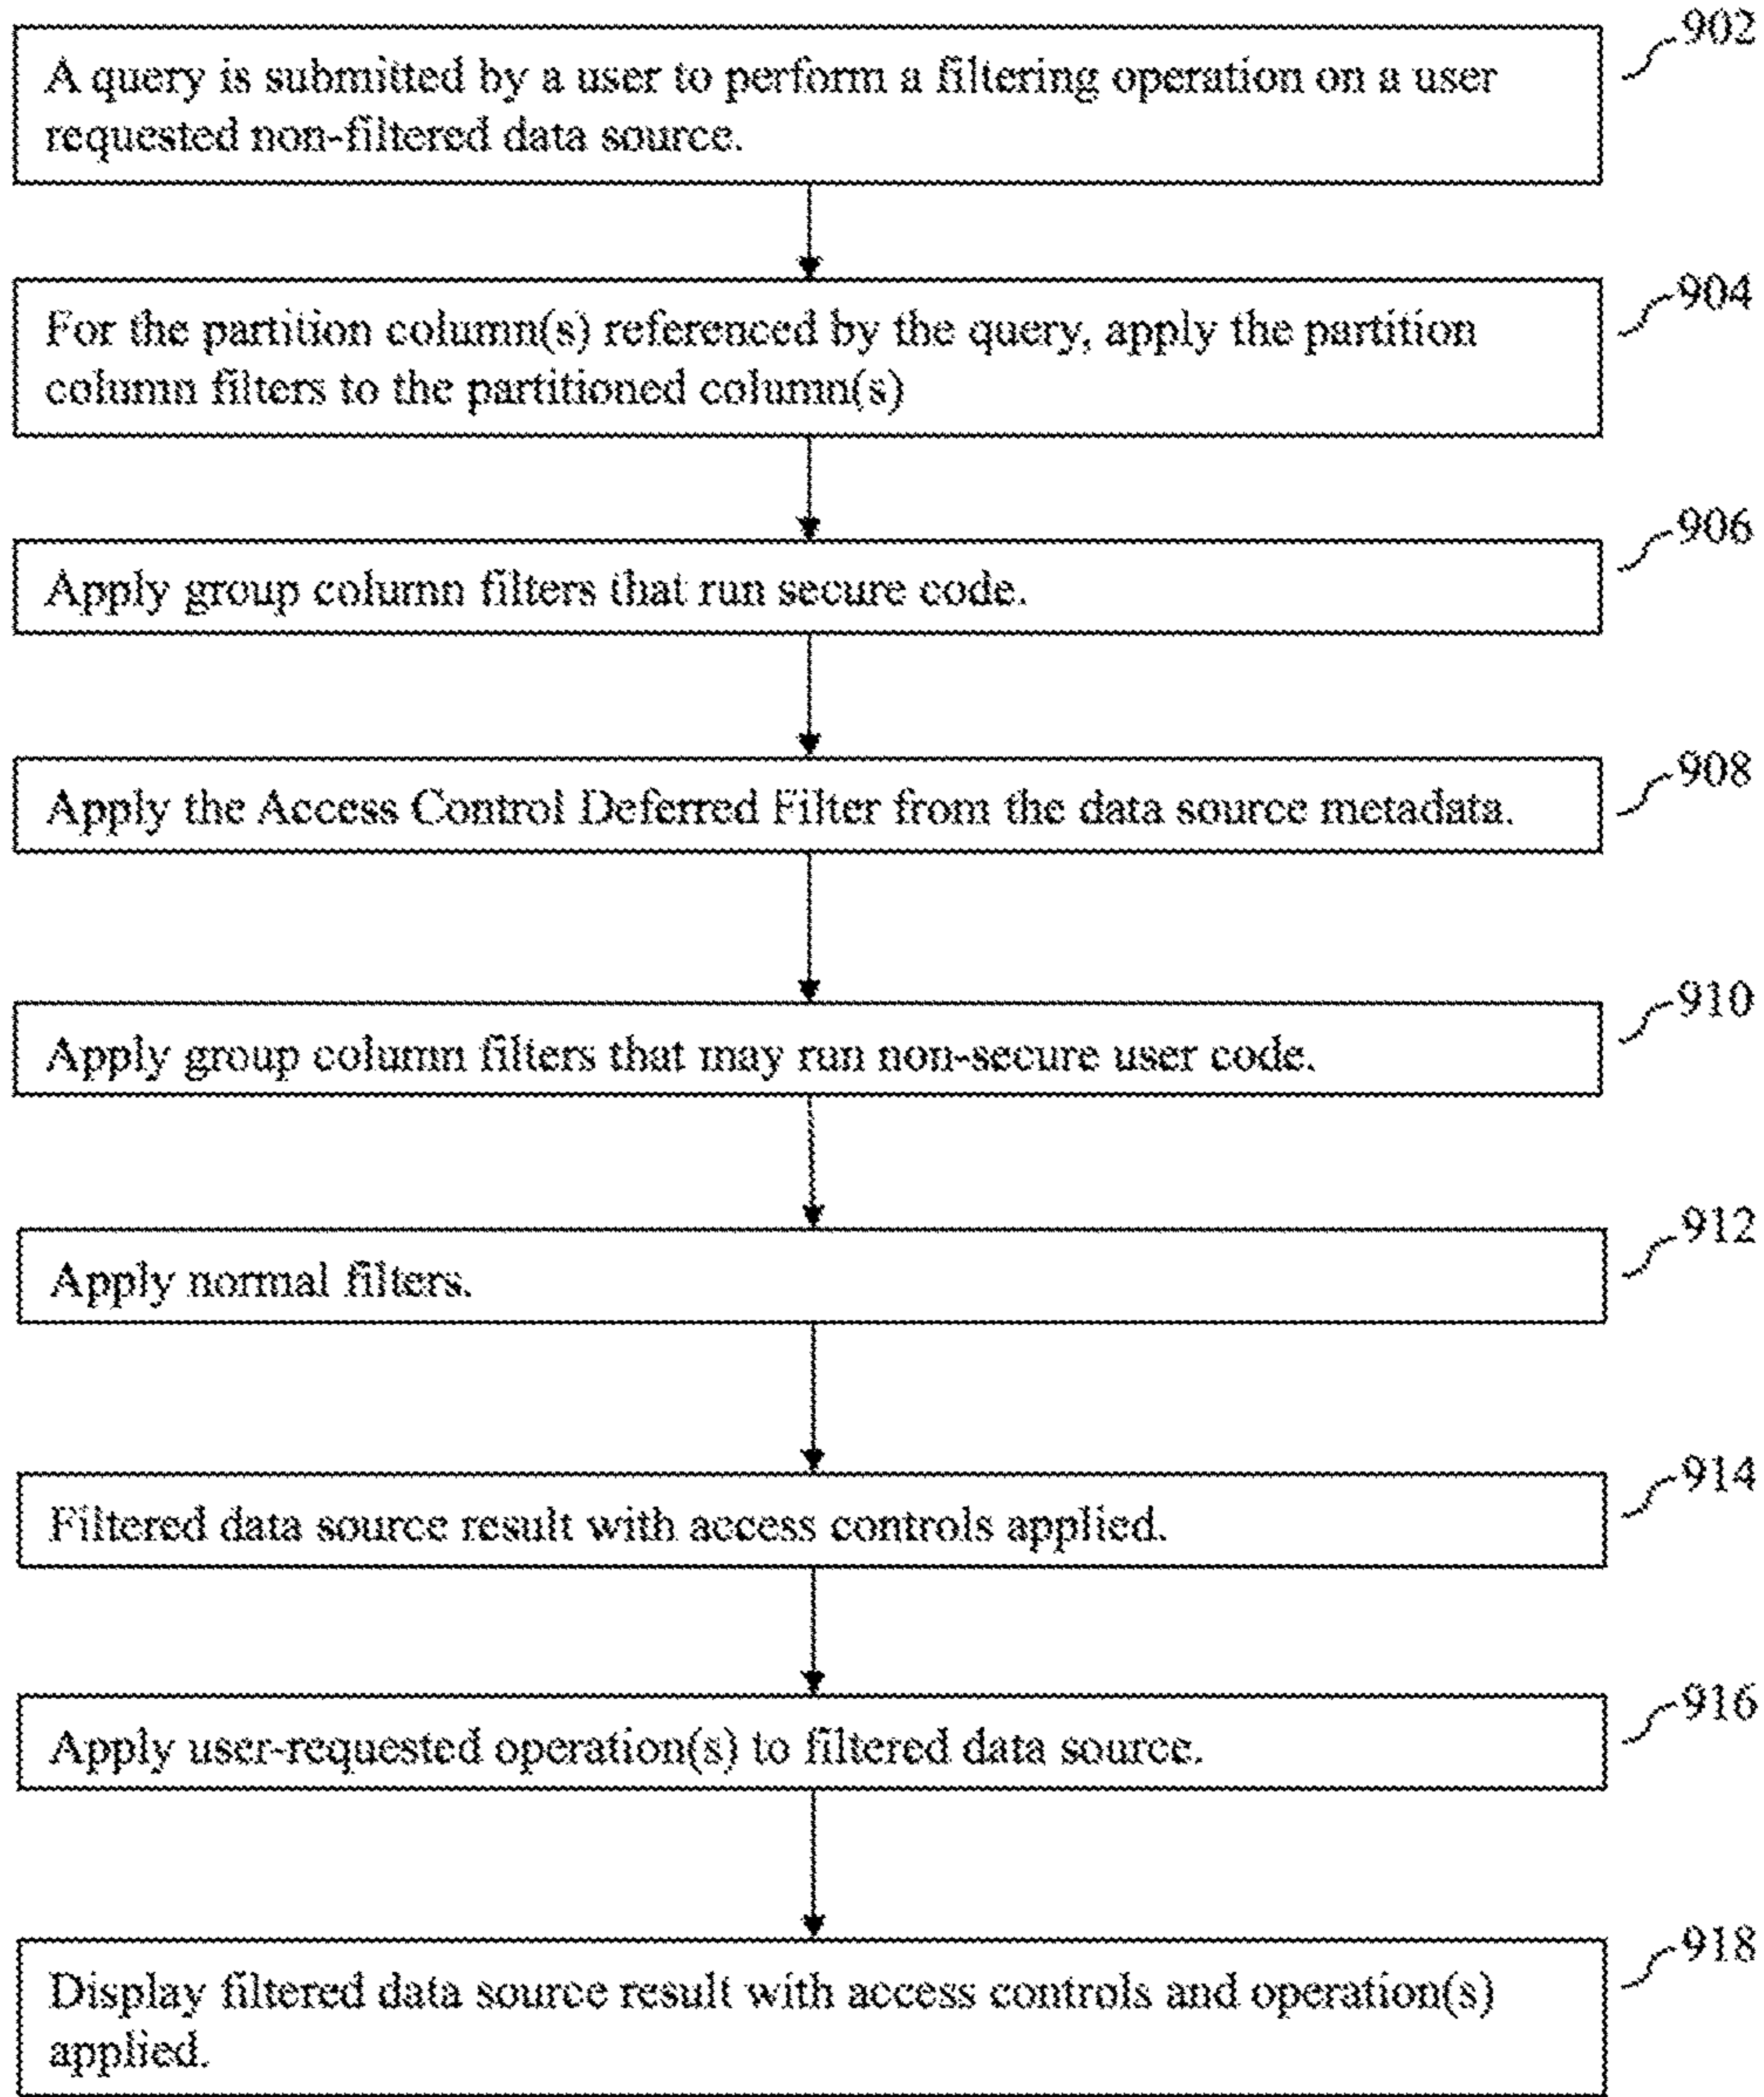 902
A query is submitted by a user to perform a filtering operation on a user
requested non-filtered data source.
904
For the partition column(s) referenced by the query, apply the partition
column filters to the partitioned column(s)
906
Apply group column filters that run secure code.
908
Apply the Access Control Deferred Filter from the data source metadata.
910
Apply group column filters that may run non-secure user code.
912
Apply normal filters.
914
Filtered data source result with access controls applied.
916
Apply user-requested operation(s) to filtered data source.
918
Display filtered data source result with access controls and operation(s)
applied.